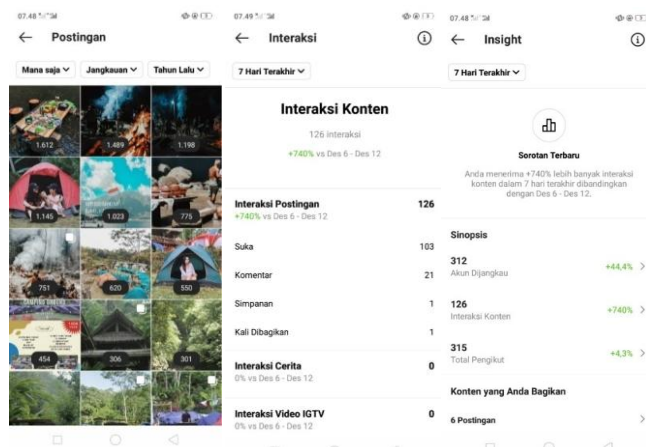 07.48
Postingan
Mana saja
Jangkauan
Tahun Lalu
1.612
1.489
1.198
1.145
1.023
775
751
620
550
454
306
301
07.49
Interaksi
7 Hari Terakhir
Interaksi Konten
126 interaksi
+740% vs Des 6 - Des 12
Interaksi Postingan 126
+740% vs Des 6 - Des 12
Suka 103
Komentar 21
Simpanan 1
Kali Dibagikan 1
Interaksi Cerita 0
0% vs Des 6 - Des 12
Interaksi Video IGTV 0
0% vs Des 6 - Des 12
07.48
Insight
7 Hari Terakhir
Sorotan Terbaru
Anda menerima +740% lebih banyak interaksi
konten dalam 7 hari terakhir dibandingkan
dengan Des 6 - Des 12.
Sinopsis
312
Akun Dijangkau +44,4%
126
Interaksi Konten +740%
315
Total Pengikut +4,3%
Konten yang Anda Bagikan
6 Postingan